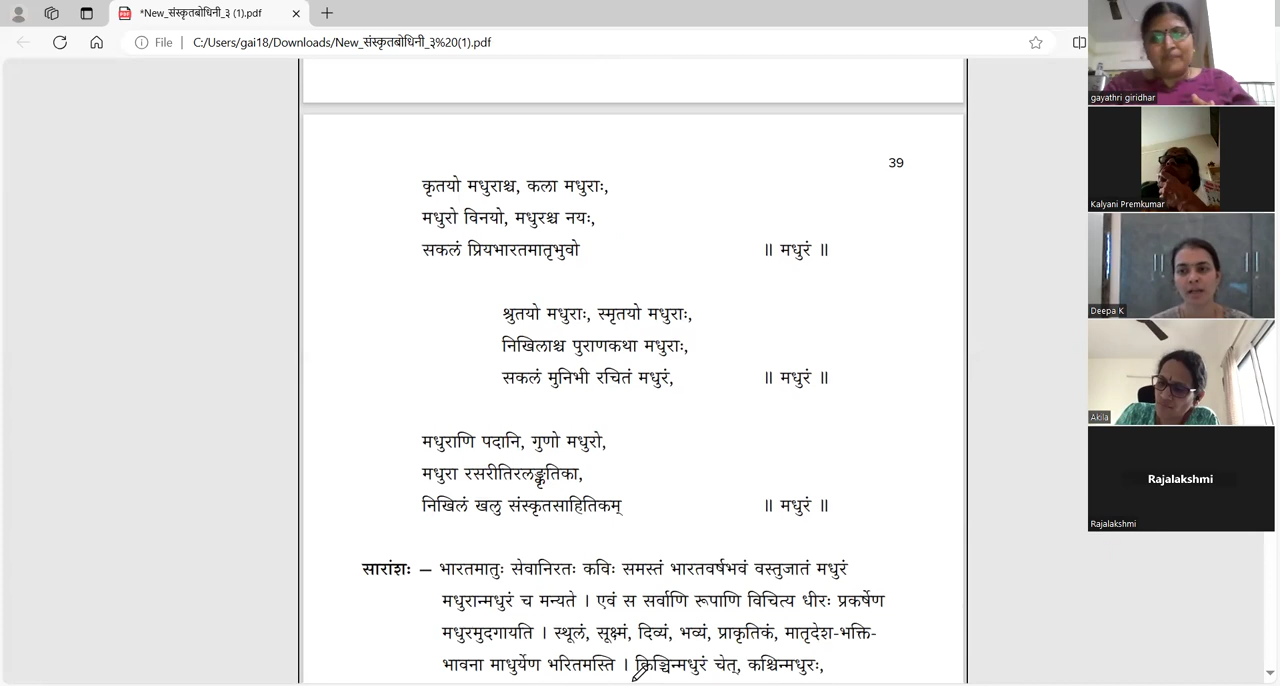 *New_संस्कृतबोधिनी_३ (1).pdf
File
C:/Users/gai18/Downloads/New_संस्कृतबोधिनी_३%20(1).pdf
39
कृतयो मधुराश्च, कला मधुराः,
मधुरो विनयो, मधुरश्च नयः,
सकलं प्रियभारतमातृभुवो ॥ मधुरं ॥
श्रुतयो मधुराः, स्मृतयो मधुराः,
निखिलाश्च पुराणकथा मधुराः,
सकलं मुनिभी रचितं मधुरं, ॥ मधुरं ॥
मधुराणि पदानि, गुणो मधुरो,
मधुरा रसरीतिरलङ्कृतिका,
निखिलं खलु संस्कृतसाहितिकम् ॥ मधुरं ॥
सारांशः – भारतमातुः सेवानिरतः कविः समस्तं भारतवर्षभवं वस्तुजातं मधुरं
मधुरान्मधुरं च मन्यते । एवं स सर्वाणि रूपाणि विचित्य धीरः प्रकर्षेण
मधुरमुदगायति । स्थूलं, सूक्ष्मं, दिव्यं, भव्यं, प्राकृतिकं, मातृदेश-भक्ति-
भावना माधुर्येण भरितमस्ति । किञ्चिन्मधुरं चेत्, कश्चिन्मधुरः,
gayathri giridhar
Kalyani Premkumar
Deepa K
Akila
Rajalakshmi
Rajalakshmi